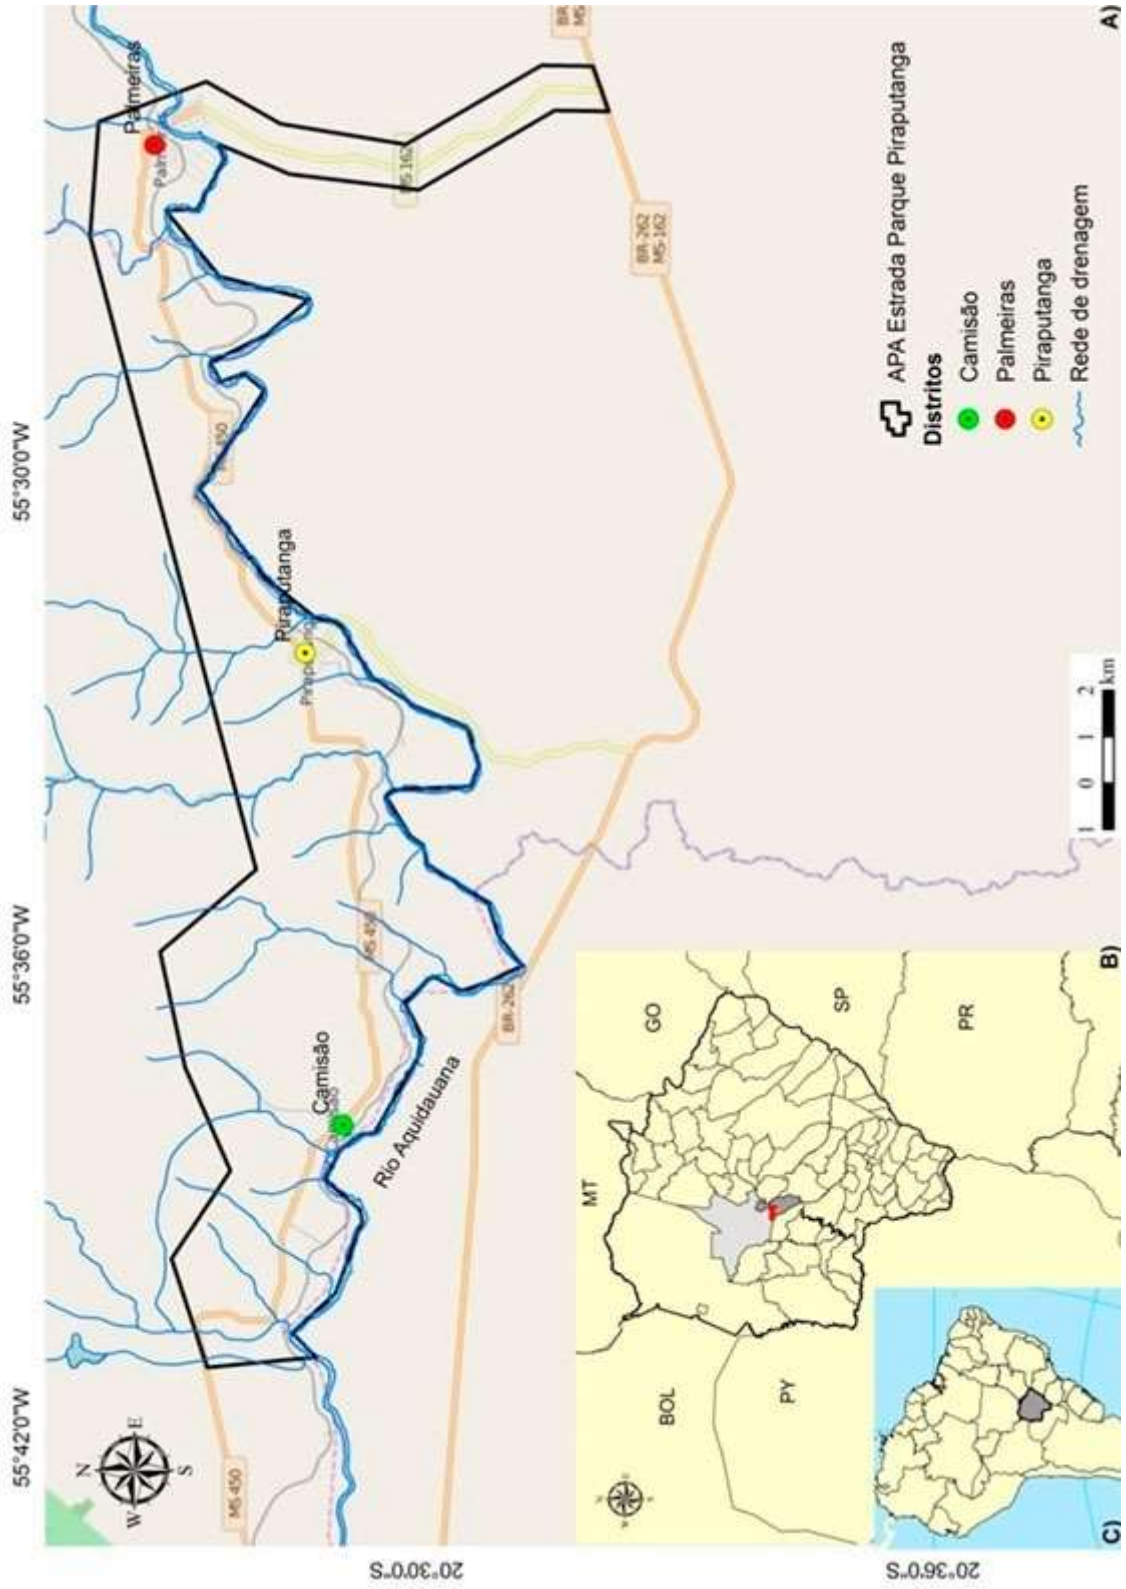 55°42'0"W
55°36'0"W
55°30'0"W
20°30'0"S
20°36'0"S
N
W
E
S
MS 450
Camisão
MS 450
Rio Aquidauana
BR-262
Piraputanga
Palmeiras
MS-162
BR-262
MS-162
APA Estrada Parque Piraputanga
Distritos
Camisão
Palmeiras
Piraputanga
Rede de drenagem
1 0 1 2
km
MT
GO
BOL
PY
SP
PR
A)
B)
C)